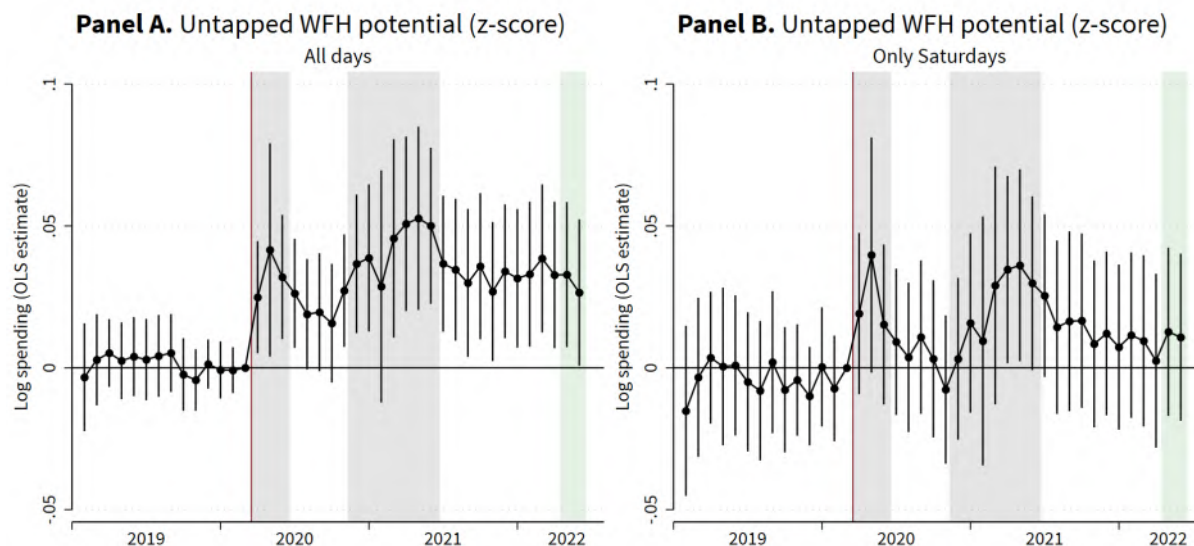 Panel A. Untapped WFH potential (z-score)
All days
Log spending (OLS estimate)
.1
.05
0
-.05
2019
2020
2021
2022
Panel B. Untapped WFH potential (z-score)
Only Saturdays
Log spending (OLS estimate)
.1
.05
0
-.05
2019
2020
2021
2022